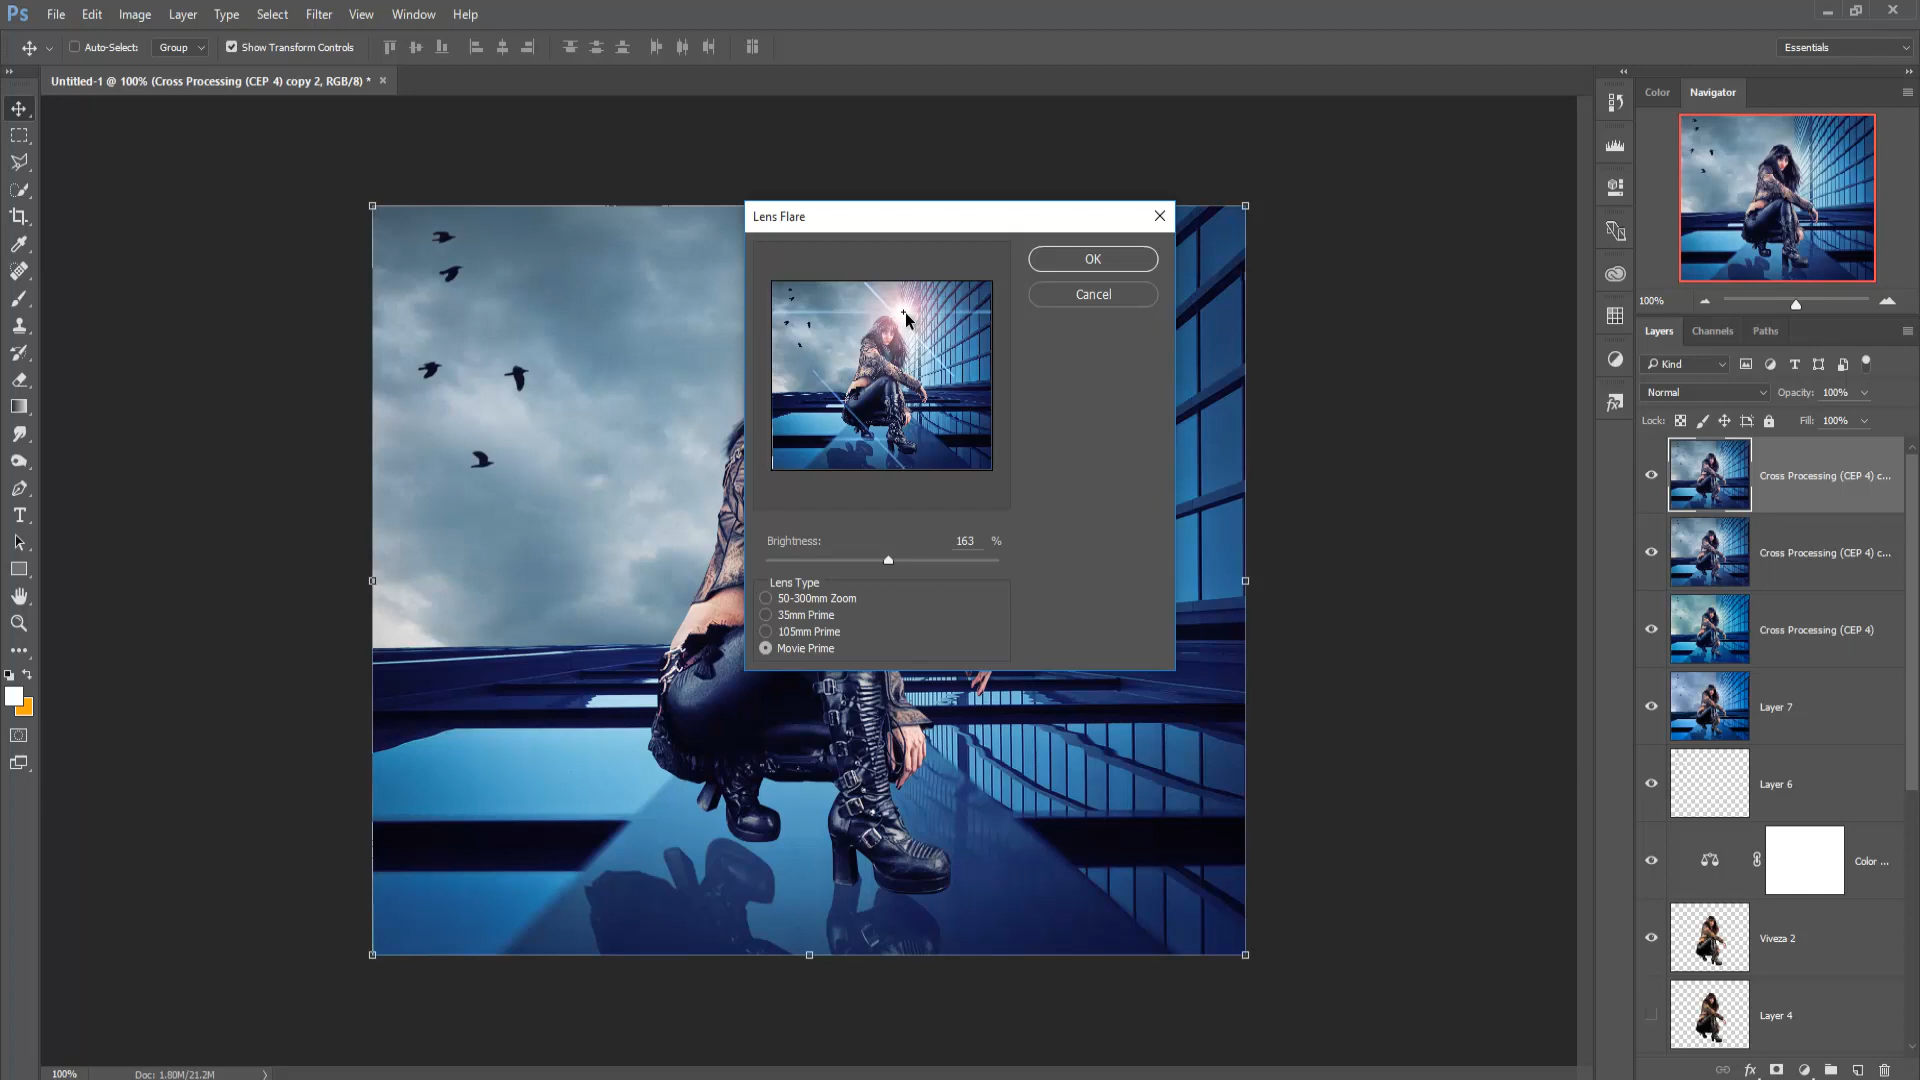 Ps File Edit Image Layer Type Select Filter View Window Help
Auto-Select: Group Show Transform Controls Essentials
Untitled-1 @ 100% (Cross Processing (CEP 4) copy 2, RGB/8) *
Color Navigator
Lens Flare
OK
Cancel
Brightness: 163 %
Lens Type
50-300mm Zoom
35mm Prime
105mm Prime
Movie Prime
100%
Layers Channels Paths
Kind
Normal Opacity: 100%
Lock: Fill: 100%
Cross Processing (CEP 4) c...
Cross Processing (CEP 4) c...
Cross Processing (CEP 4)
Layer 7
Layer 6
Color ...
Viveza 2
Layer 4
fx
100% Doc: 1.80M/21.2M